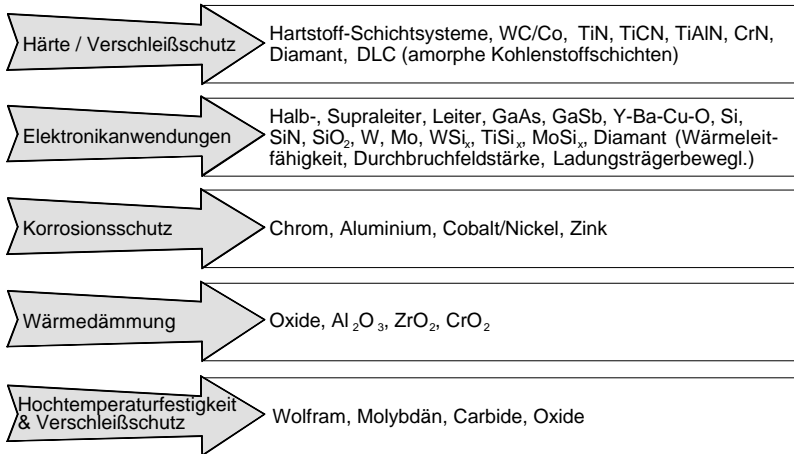 Härte / Verschleißschutz
Hartstoff-Schichtsysteme, WC/Co, TiN, TiCN, TiAlN, CrN,
Diamant, DLC (amorphe Kohlenstoffschichten)
Elektronikanwendungen
Halb-, Supraleiter, Leiter, GaAs, GaSb, Y-Ba-Cu-O, Si,
SiN, SiO₂, W, Mo, WSiₓ, TiSiₓ, MoSiₓ, Diamant (Wärmeleit-
fähigkeit, Durchbruchfeldstärke, Ladungsträgerbewegl.)
Korrosionsschutz
Chrom, Aluminium, Cobalt/Nickel, Zink
Wärmedämmung
Oxide, Al₂O₃, ZrO₂, CrO₂
Hochtemperaturfestigkeit
& Verschleißschutz
Wolfram, Molybdän, Carbide, Oxide